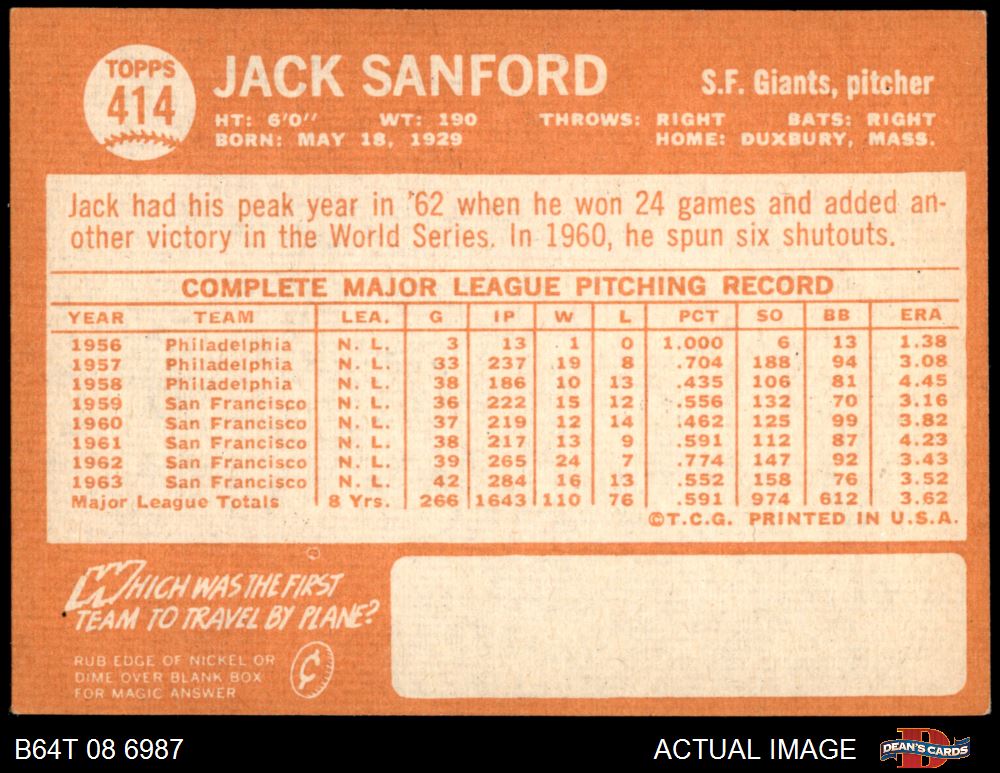 TOPPS
414
JACK SANFORD
S.F. Giants, pitcher
HT: 6'0'' WT: 190 THROWS: RIGHT BATS: RIGHT
BORN: MAY 18, 1929 HOME: DUXBURY, MASS.
Jack had his peak year in '62 when he won 24 games and added an-
other victory in the World Series. In 1960, he spun six shutouts.
COMPLETE MAJOR LEAGUE PITCHING RECORD
YEAR TEAM LEA. G IP W L PCT SO BB ERA
1956 Philadelphia N. L. 3 13 1 0 1.000 6 13 1.38
1957 Philadelphia N. L. 33 237 19 8 .704 188 94 3.08
1958 Philadelphia N. L. 38 186 10 13 .435 106 81 4.45
1959 San Francisco N. L. 36 222 15 12 .556 132 70 3.16
1960 San Francisco N. L. 37 219 12 14 .462 125 99 3.82
1961 San Francisco N. L. 38 217 13 9 .591 112 87 4.23
1962 San Francisco N. L. 39 265 24 7 .774 147 92 3.43
1963 San Francisco N. L. 42 284 16 13 .552 158 76 3.52
Major League Totals 8 Yrs. 266 1643 110 76 .591 974 612 3.62
©T.C.G. PRINTED IN U.S.A.
WHICH WAS THE FIRST
TEAM TO TRAVEL BY PLANE?
RUB EDGE OF NICKEL OR
DIME OVER BLANK BOX
FOR MAGIC ANSWER
¢
B64T 08 6987
ACTUAL IMAGE
DEAN'S CARDS